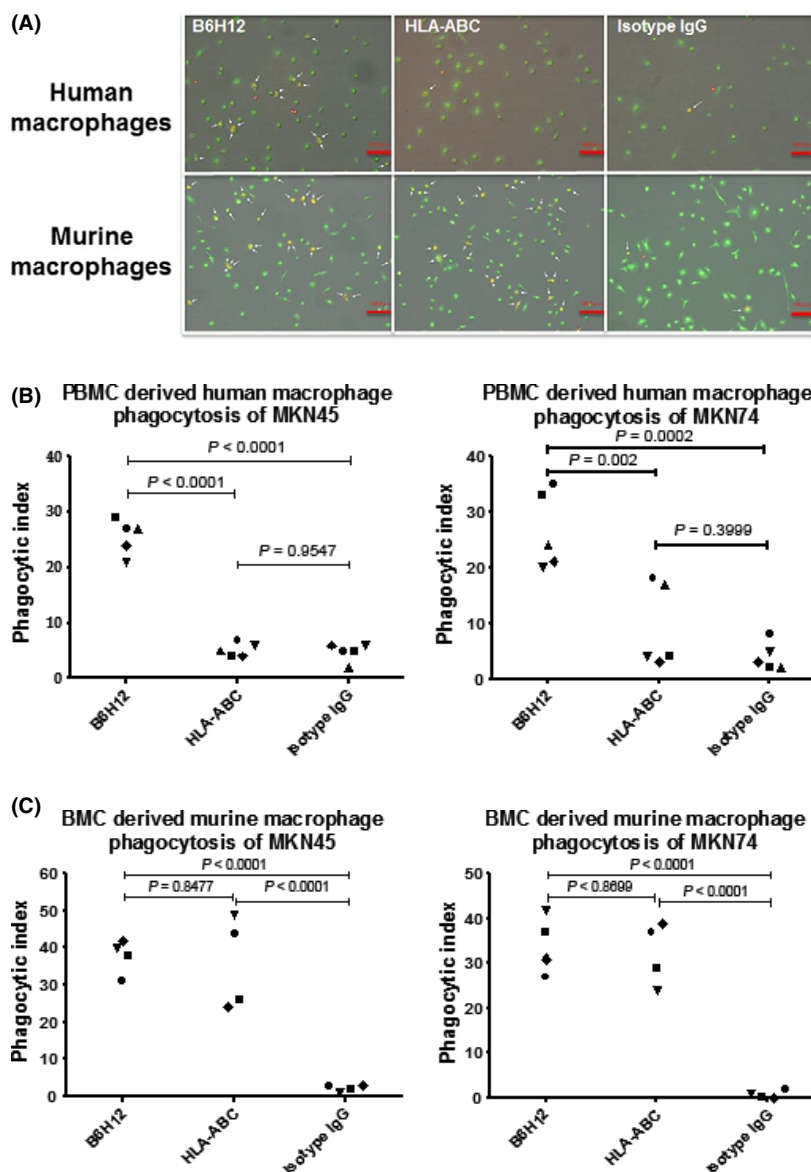 (A)
B6H12
HLA-ABC
Isotype IgG
Human
macrophages
Murine
macrophages
(B)
PBMC derived human macrophage
phagocytosis of MKN45
P < 0.0001
P < 0.0001
P = 0.9547
Phagocytic index
40
30
20
10
0
B6H12
HLA-ABC
Isotype IgG
PBMC derived human macrophage
phagocytosis of MKN74
P = 0.0002
P = 0.002
P = 0.3999
Phagocytic index
40
30
20
10
0
B6H12
HLA-ABC
Isotype IgG
(C)
BMC derived murine macrophage
phagocytosis of MKN45
P < 0.0001
P = 0.8477
P < 0.0001
Phagocytic index
60
50
40
30
20
10
0
B6H12
HLA-ABC
Isotype IgG
BMC derived murine macrophage
phagocytosis of MKN74
P < 0.0001
P < 0.8699
P < 0.0001
Phagocytic index
50
40
30
20
10
0
B6H12
HLA-ABC
Isotype IgG